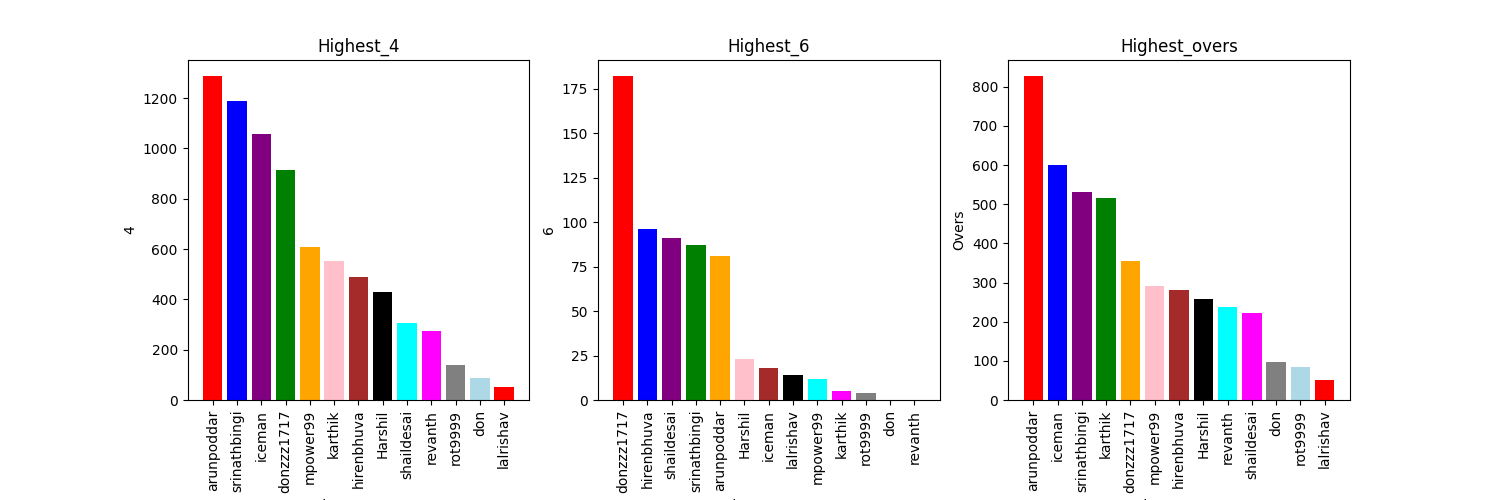 Highest_4
4
1200
1000
800
600
400
200
0
arunpoddar
srinathbingi
iceman
donzzz1717
mpower99
karthik
hirenbhuva
Harshil
shaildesai
revanth
rot9999
don
lalrishav
Highest_6
6
175
150
125
100
75
50
25
0
donzzz1717
hirenbhuva
shaildesai
srinathbingi
arunpoddar
Harshil
iceman
lalrishav
mpower99
karthik
rot9999
don
revanth
Highest_overs
Overs
800
700
600
500
400
300
200
100
0
arunpoddar
iceman
srinathbingi
karthik
donzzz1717
mpower99
hirenbhuva
Harshil
revanth
shaildesai
don
rot9999
lalrishav